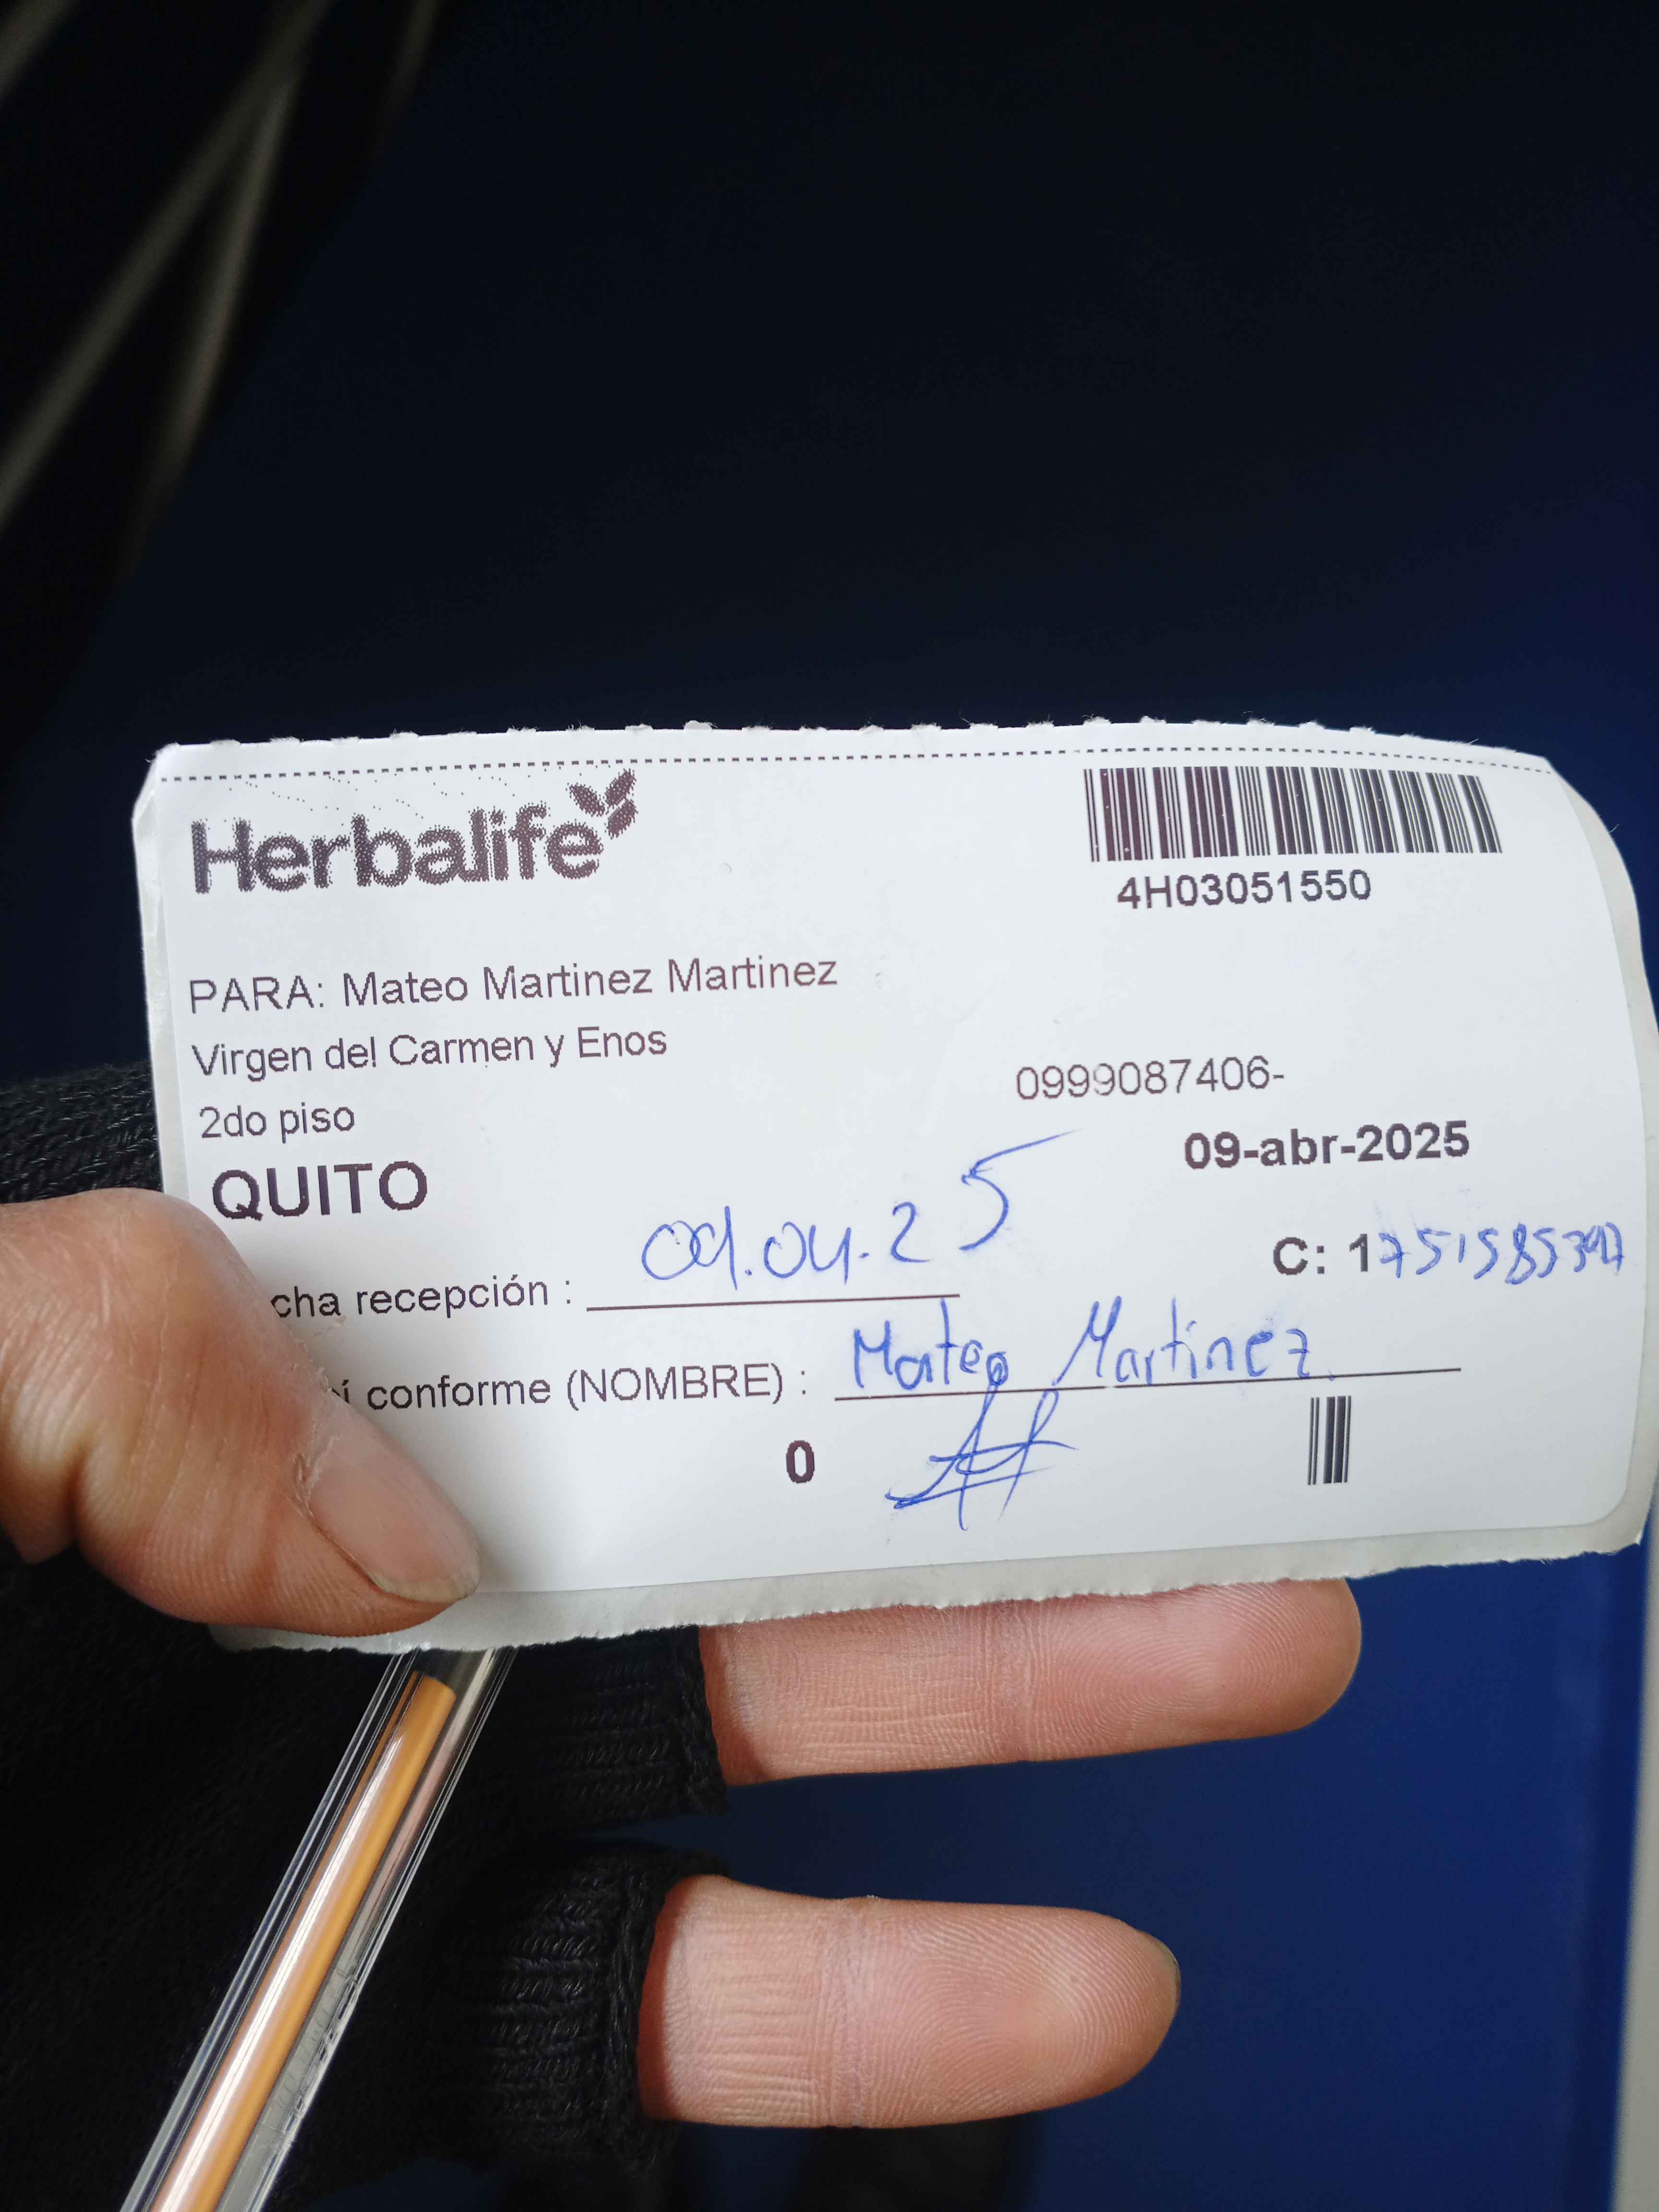 Herbalife
4H03051550
PARA: Mateo Martinez Martinez
Virgen del Carmen y Enos
0999087406-
2do piso
09-abr-2025
QUITO
cha recepción : 09.04.25
C: 1
í conforme (NOMBRE) : Mateo Martinez
0